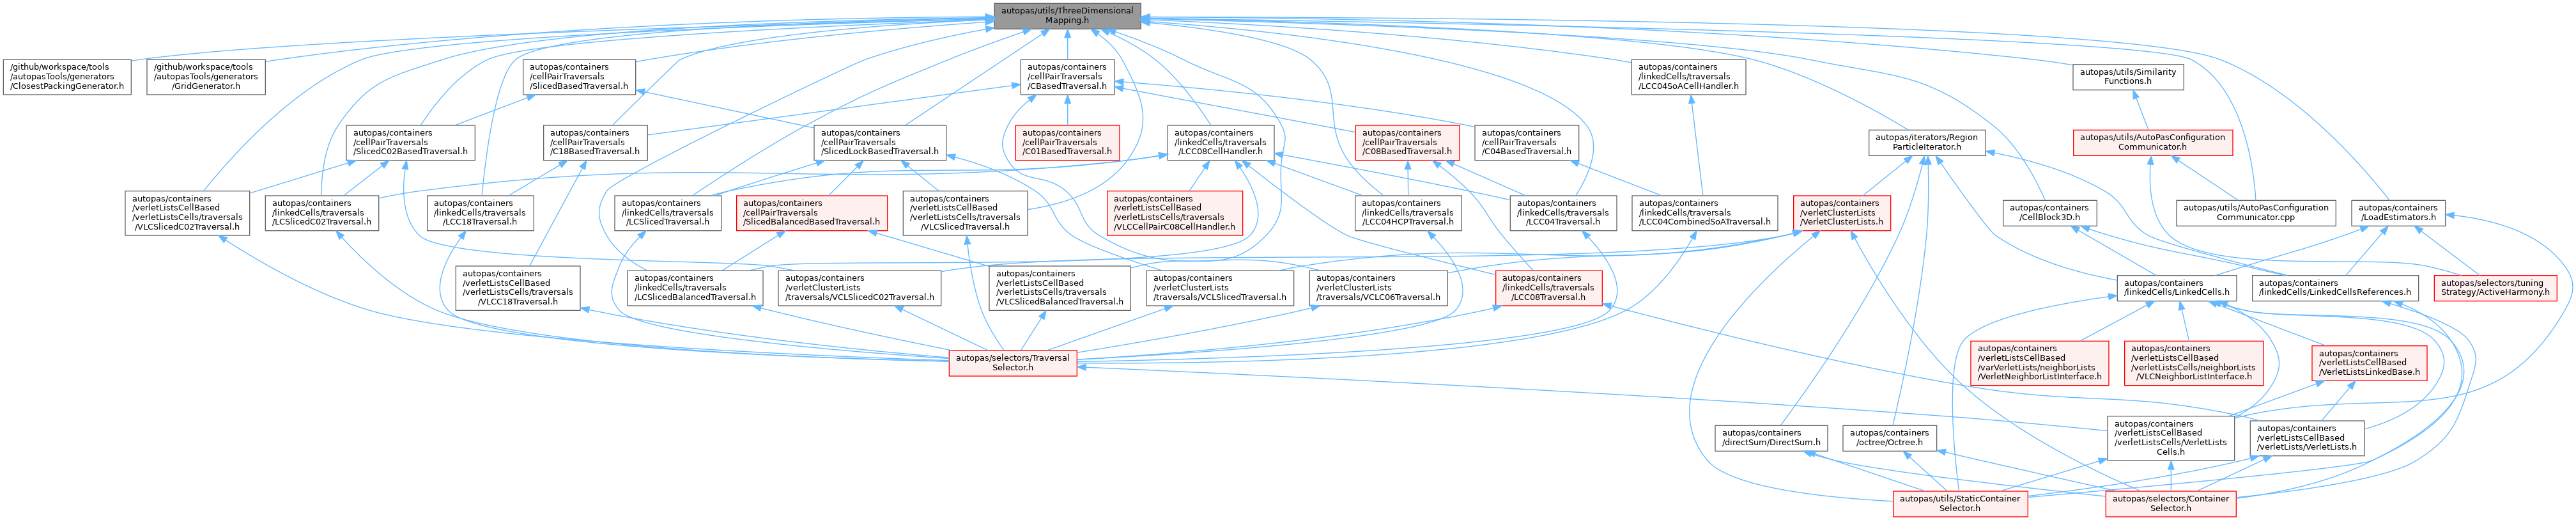 autopas/utils/ThreeDimensional
Mapping.h
/github/workspace/tools
/autopasTools/generators
/ClosestPackingGenerator.h
/github/workspace/tools
/autopasTools/generators
/GridGenerator.h
autopas/containers
/cellPairTraversals
/SlicedBasedTraversal.h
autopas/containers
/cellPairTraversals
/CBasedTraversal.h
autopas/containers
/linkedCells/traversals
/LCC04SoACellHandler.h
autopas/utils/Similarity
Functions.h
autopas/containers
/cellPairTraversals
/SlicedC02BasedTraversal.h
autopas/containers
/cellPairTraversals
/C18BasedTraversal.h
autopas/containers
/cellPairTraversals
/SlicedLockBasedTraversal.h
autopas/containers
/cellPairTraversals
/C01BasedTraversal.h
autopas/containers
/linkedCells/traversals
/LCC08CellHandler.h
autopas/containers
/cellPairTraversals
/C08BasedTraversal.h
autopas/containers
/cellPairTraversals
/C04BasedTraversal.h
autopas/iterators/Region
ParticleIterator.h
autopas/utils/AutoPasConfiguration
Communicator.h
autopas/containers
/verletListsCellBased
/verletListsCells/traversals
/VLCSlicedC02Traversal.h
autopas/containers
/linkedCells/traversals
/LCSlicedC02Traversal.h
autopas/containers
/linkedCells/traversals
/LCC18Traversal.h
autopas/containers
/linkedCells/traversals
/LCSlicedTraversal.h
autopas/containers
/cellPairTraversals
/SlicedBalancedBasedTraversal.h
autopas/containers
/verletListsCellBased
/verletListsCells/traversals
/VLCSlicedTraversal.h
autopas/containers
/verletListsCellBased
/verletListsCells/traversals
/VLCCellPairC08CellHandler.h
autopas/containers
/linkedCells/traversals
/LCC04HCPTraversal.h
autopas/containers
/linkedCells/traversals
/LCC04Traversal.h
autopas/containers
/linkedCells/traversals
/LCC04CombinedSoATraversal.h
autopas/containers
/verletClusterLists
/VerletClusterLists.h
autopas/containers
/CellBlock3D.h
autopas/utils/AutoPasConfiguration
Communicator.cpp
autopas/containers
/LoadEstimators.h
autopas/containers
/verletListsCellBased
/verletListsCells/traversals
/VLCC18Traversal.h
autopas/containers
/linkedCells/traversals
/LCSlicedBalancedTraversal.h
autopas/containers
/verletClusterLists
/traversals/VCLSlicedC02Traversal.h
autopas/containers
/verletListsCellBased
/verletListsCells/traversals
/VLCSlicedBalancedTraversal.h
autopas/containers
/verletClusterLists
/traversals/VCLSlicedTraversal.h
autopas/containers
/verletClusterLists
/traversals/VCLC06Traversal.h
autopas/containers
/linkedCells/traversals
/LCC08Traversal.h
autopas/containers
/linkedCells/LinkedCells.h
autopas/containers
/linkedCells/LinkedCellsReferences.h
autopas/selectors/tuning
Strategy/ActiveHarmony.h
autopas/selectors/Traversal
Selector.h
autopas/containers
/verletListsCellBased
/varVerletLists/neighborLists
/VerletNeighborListInterface.h
autopas/containers
/verletListsCellBased
/verletListsCells/neighborLists
/VLCNeighborListInterface.h
autopas/containers
/verletListsCellBased
/VerletListsLinkedBase.h
autopas/containers
/directSum/DirectSum.h
autopas/containers
/octree/Octree.h
autopas/containers
/verletListsCellBased
/verletListsCells/VerletLists
Cells.h
autopas/containers
/verletListsCellBased
/verletLists/VerletLists.h
autopas/utils/StaticContainer
Selector.h
autopas/selectors/Container
Selector.h